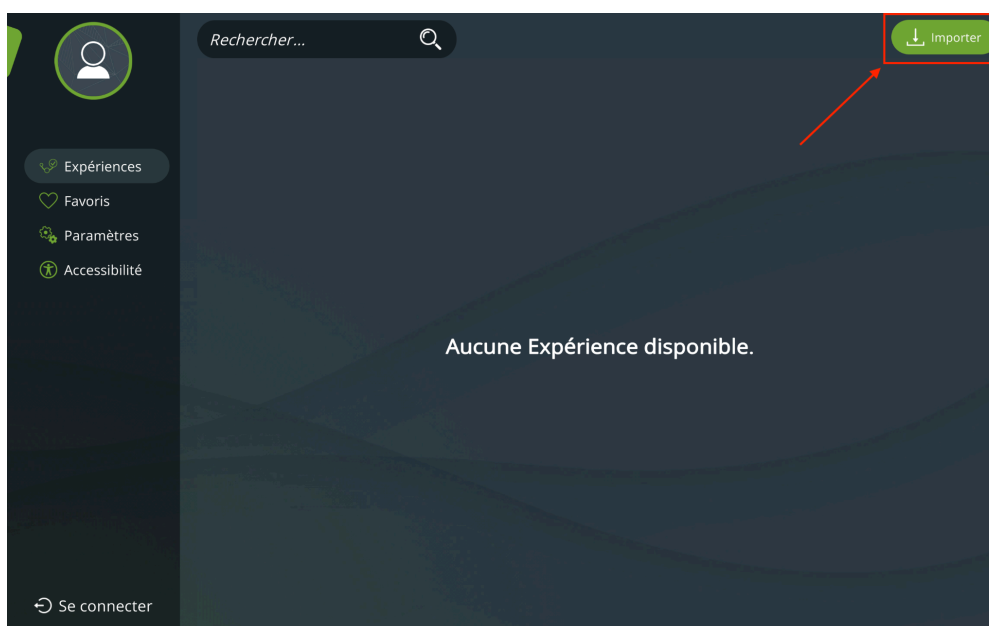 Rechercher...
Importer
Expériences
Favoris
Paramètres
Accessibilité
Aucune Expérience disponible.
Se connecter